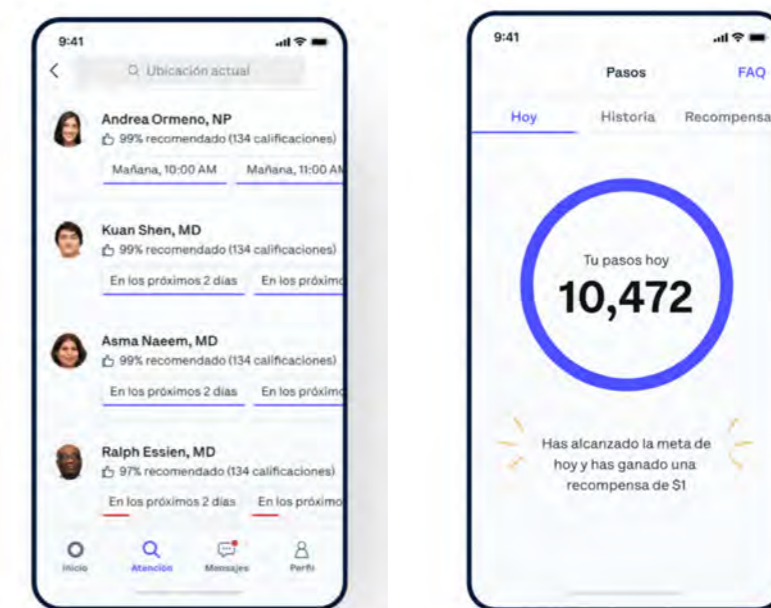 9:41
Ubicación actual
Andrea Ormeno, NP
99% recomendado (134 calificaciones)
Mañana, 10:00 AM Mañana, 11:00 AM
Kuan Shen, MD
99% recomendado (134 calificaciones)
En los próximos 2 días En los próximo
Asma Naeem, MD
99% recomendado (134 calificaciones)
En los próximos 2 días En los próximo
Ralph Essien, MD
97% recomendado (134 calificaciones)
En los próximos 2 días En los próximo
Inicio Atención Mensajes Perfil
9:41
Pasos FAQ
Hoy Historia Recompensa
Tu pasos hoy
10,472
Has alcanzado la meta de
hoy y has ganado una
recompensa de $1